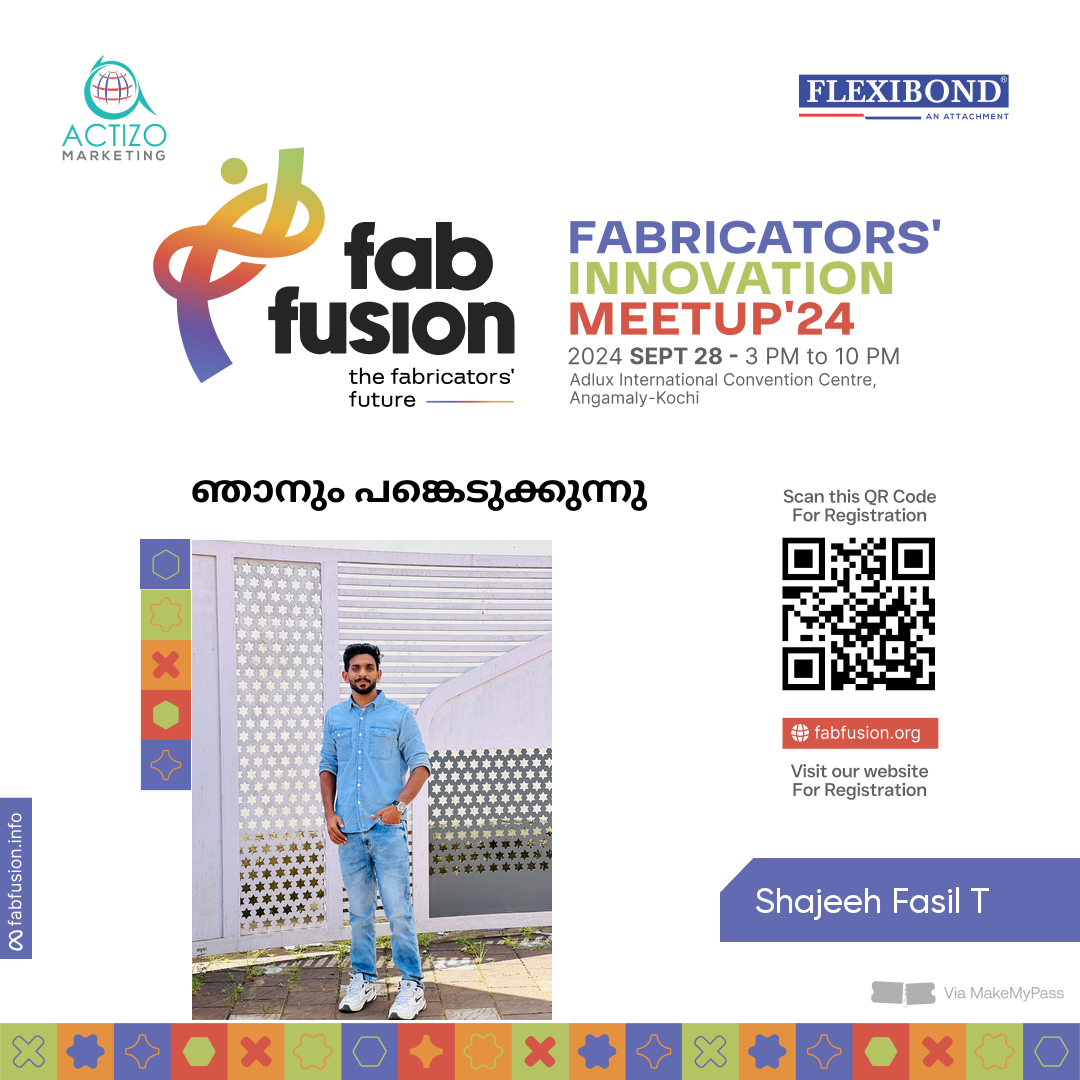 ACTIZO
MARKETING
FLEXIBOND®
AN ATTACHMENT
fab
fusion
the fabricators'
future
FABRICATORS'
INNOVATION
MEETUP'24
2024 SEPT 28 - 3 PM to 10 PM
Adlux International Convention Centre,
Angamaly-Kochi
ഞാനും പങ്കെടുക്കുന്നു
Scan this QR Code
For Registration
fabfusion.org
Visit our website
For Registration
fabfusion.info
Shajeeh Fasil T
Via MakeMyPass